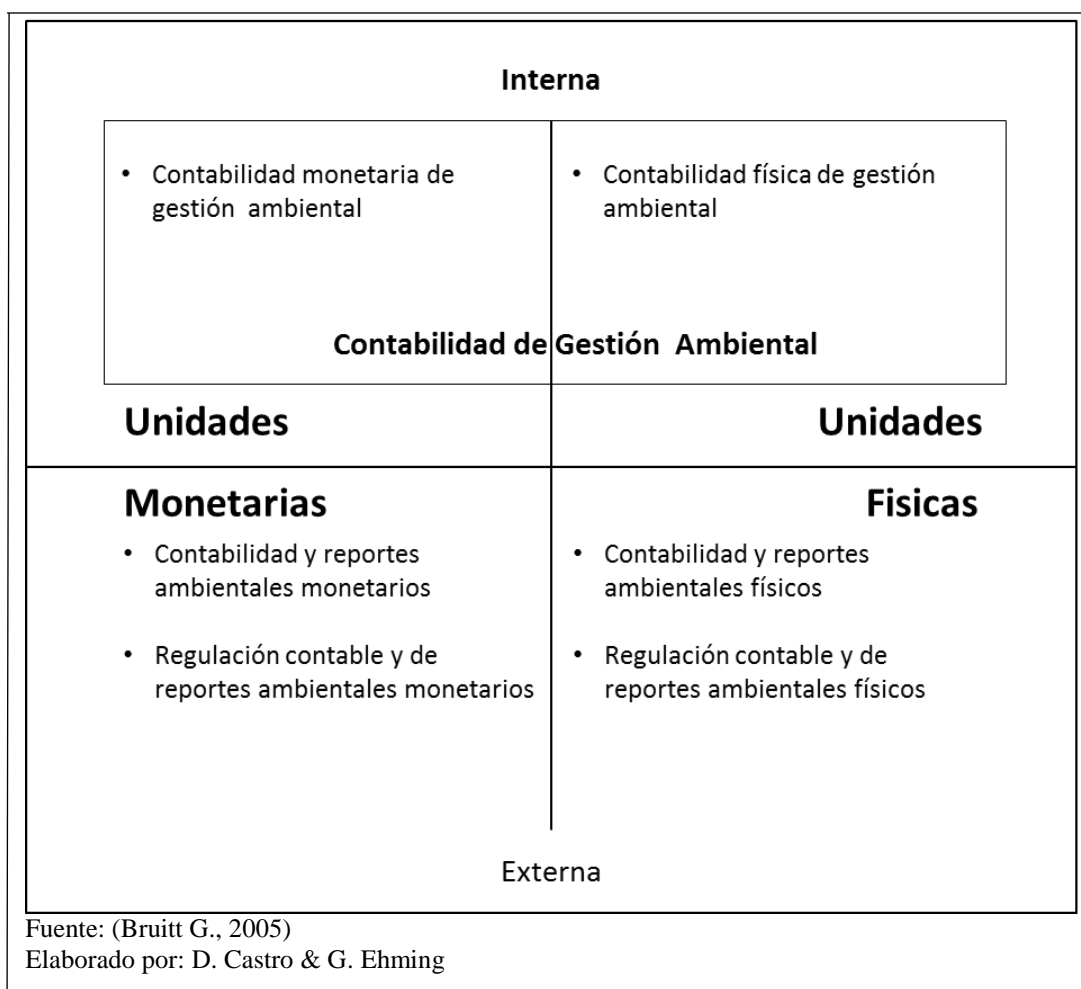 Interna
• Contabilidad monetaria de
gestión ambiental
• Contabilidad física de gestión
ambiental
Contabilidad de Gestión Ambiental
Unidades
Unidades
Monetarias
Fisicas
• Contabilidad y reportes
ambientales monetarios
• Regulación contable y de
reportes ambientales monetarios
• Contabilidad y reportes
ambientales físicos
• Regulación contable y de
reportes ambientales físicos
Externa
Fuente: (Bruitt G., 2005)
Elaborado por: D. Castro & G. Ehming